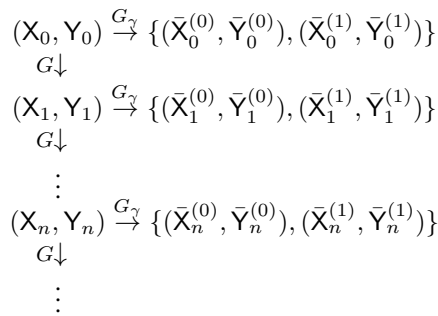 (X₀, Y₀) →^{G_γ} {(X̄₀^{(0)}, Ȳ₀^{(0)}), (X̄₀^{(1)}, Ȳ₀^{(1)})}
G↓
(X₁, Y₁) →^{G_γ} {(X̄₁^{(0)}, Ȳ₁^{(0)}), (X̄₁^{(1)}, Ȳ₁^{(1)})}
G↓
⋮
(Xₙ, Yₙ) →^{G_γ} {(X̄ₙ^{(0)}, Ȳₙ^{(0)}), (X̄ₙ^{(1)}, Ȳₙ^{(1)})}
G↓
⋮